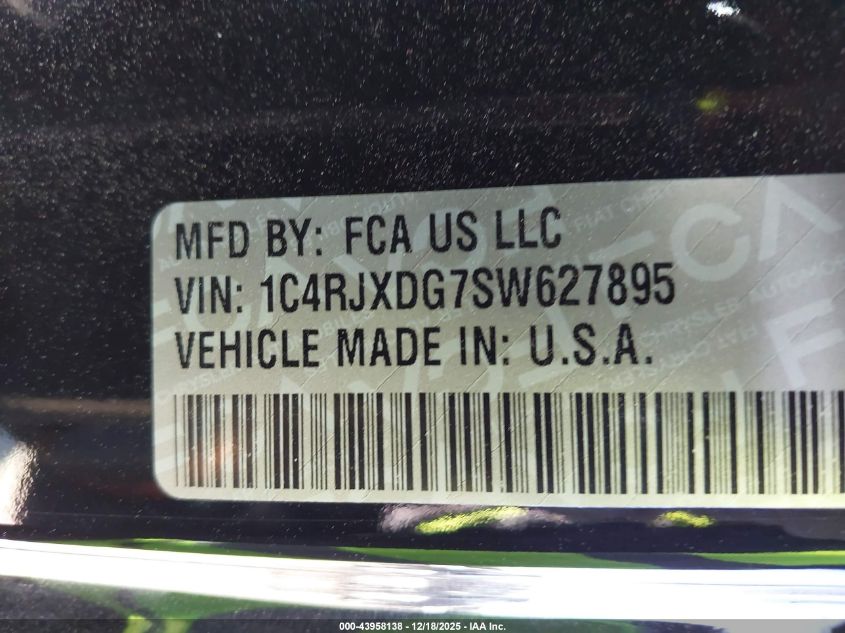 MFD BY: FCA US LLC
VIN: 1C4RJXDG7SW627895
VEHICLE MADE IN: U.S.A.
000-43958138 - 12/18/2025 - IAA Inc.